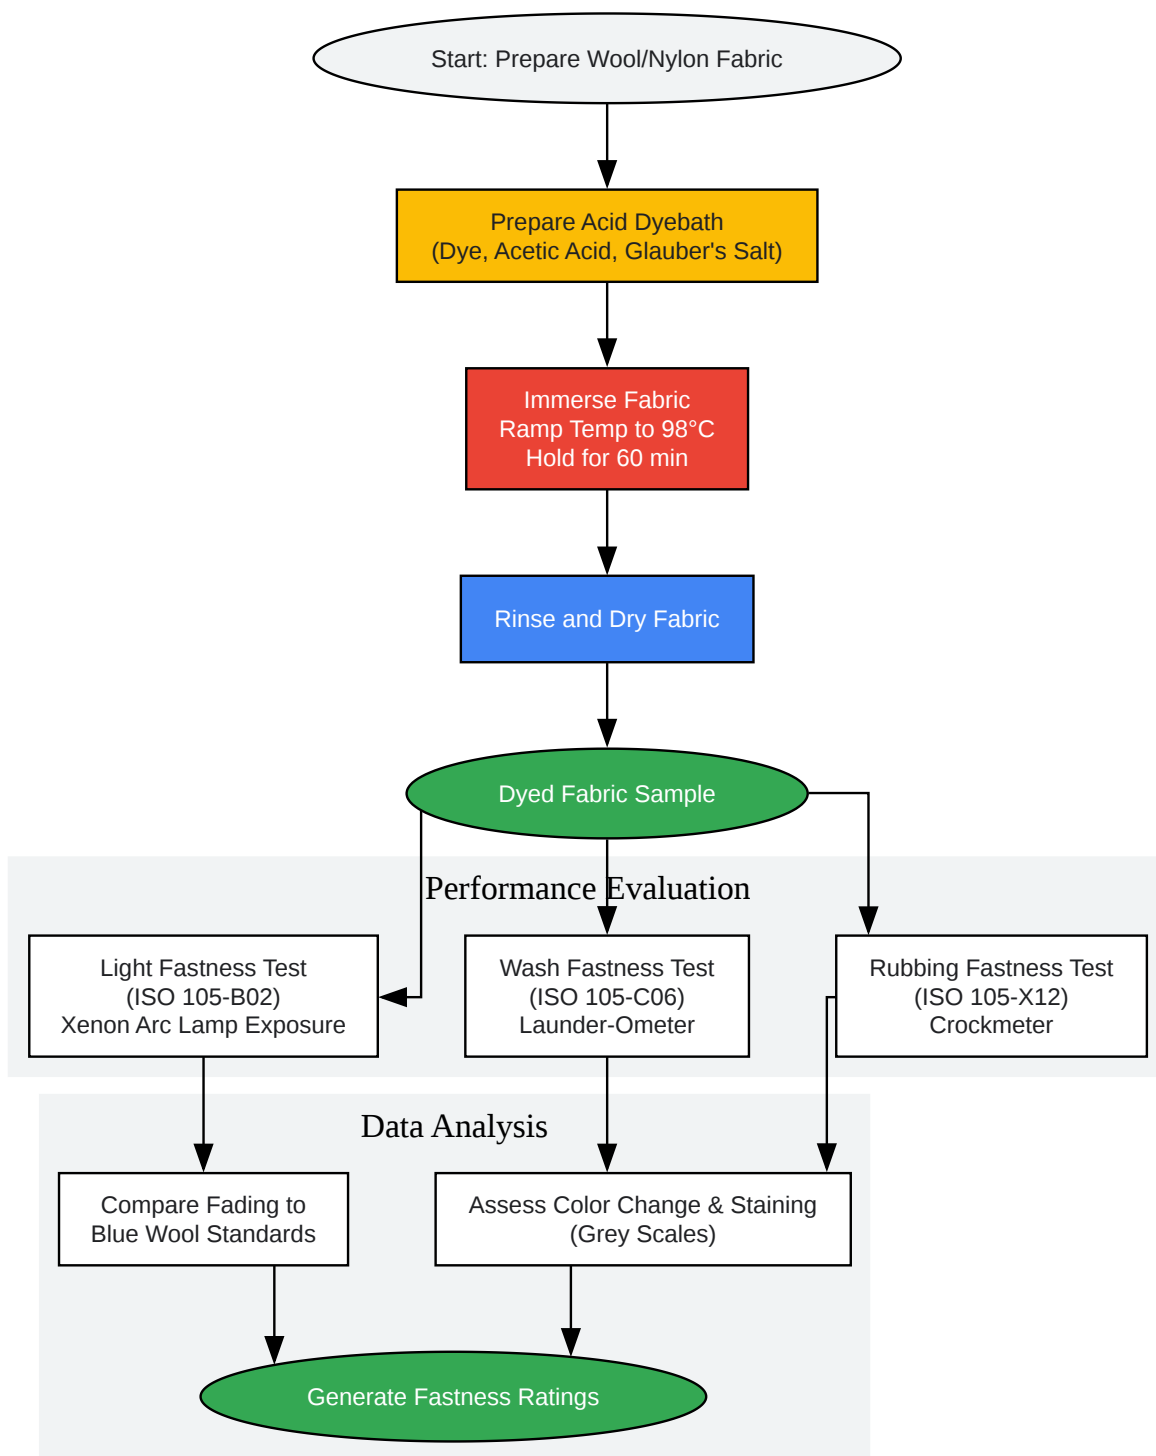 Start: Prepare Wool/Nylon Fabric
Prepare Acid Dyebath
(Dye, Acetic Acid, Glauber's Salt)
Immerse Fabric
Ramp Temp to 98°C
Hold for 60 min
Rinse and Dry Fabric
Dyed Fabric Sample
Performance Evaluation
Light Fastness Test
(ISO 105-B02)
Xenon Arc Lamp Exposure
Wash Fastness Test
(ISO 105-C06)
Launder-Ometer
Rubbing Fastness Test
(ISO 105-X12)
Crockmeter
Data Analysis
Compare Fading to
Blue Wool Standards
Assess Color Change & Staining
(Grey Scales)
Generate Fastness Ratings